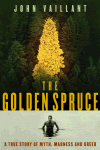 JOHN VAILLANT
THE
GOLDEN SPRUCE
A TRUE STORY OF MYTH, MADNESS AND GREED